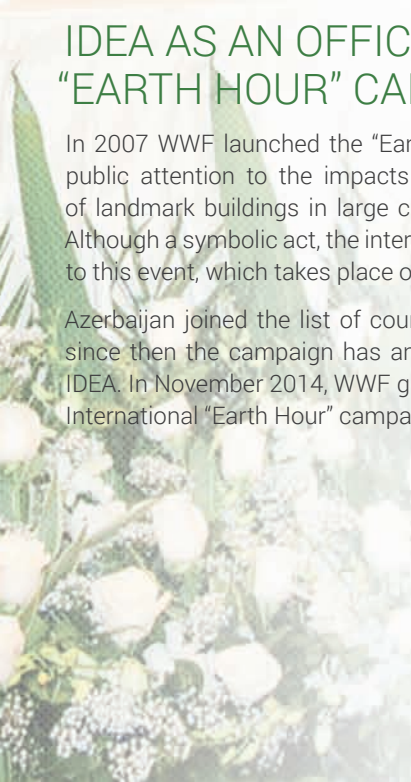 IDEA AS AN OFFIC
“EARTH HOUR” CA
In 2007 WWF launched the “Ear
public attention to the impacts
of landmark buildings in large c
Although a symbolic act, the inter
to this event, which takes place o
Azerbaijan joined the list of cour
since then the campaign has an
IDEA. In November 2014, WWF g
International “Earth Hour” campa